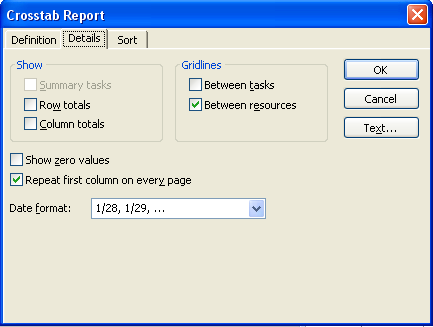 Crosstab Report
Definition Details Sort
Show
Summary tasks
Row totals
Column totals
Gridlines
Between tasks
Between resources
OK
Cancel
Text...
Show zero values
Repeat first column on every page
Date format: 1/28, 1/29, ...